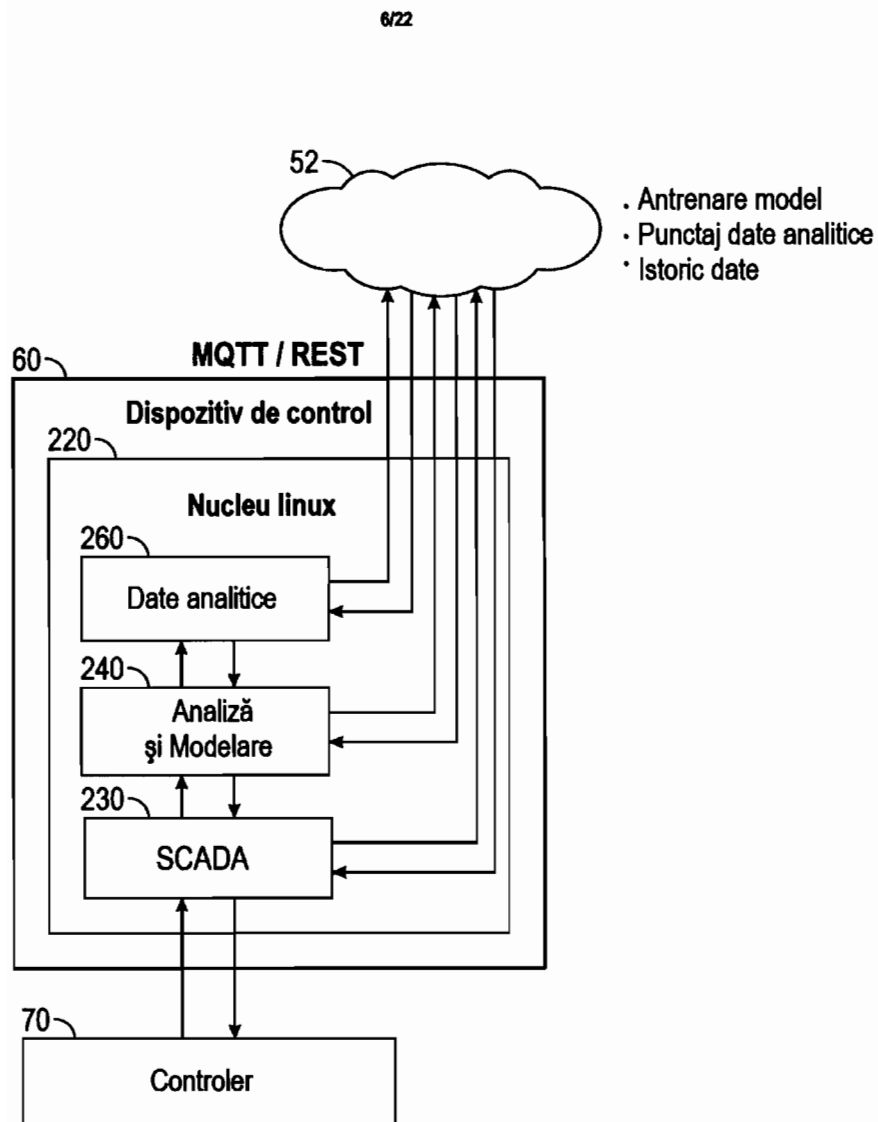 6/22
52
. Antrenare model
· Punctaj date analitice
· Istoric date
MQTT / REST
60
Dispozitiv de control
220
Nucleu linux
260
Date analitice
240
Analiză
și Modelare
230
SCADA
70
Controler